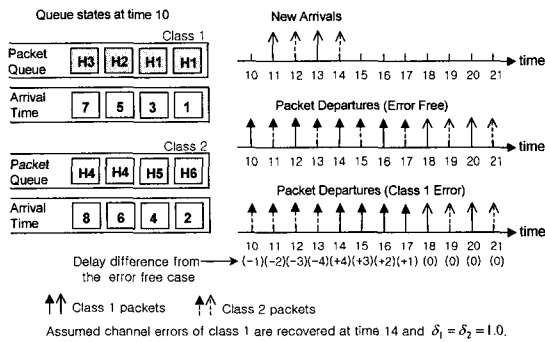 Queue states at time 10
Class 1
Packet Queue H3 H2 H1 H1
Arrival Time 7 5 3 1
Class 2
Packet Queue H4 H4 H5 H6
Arrival Time 8 6 4 2
New Arrivals
time
10 11 12 13 14 15 16 17 18 19 20 21
Packet Departures (Error Free)
time
10 11 12 13 14 15 16 17 18 19 20 21
Packet Departures (Class 1 Error)
time
10 11 12 13 14 15 16 17 18 19 20 21
Delay difference from the error free case
(-1)(-2)(-3)(-4)(+4)(+3)(+2)(+1) (0) (0) (0) (0)
Class 1 packets Class 2 packets
Assumed channel errors of class 1 are recovered at time 14 and δ₁ = δ₂ = 1.0.